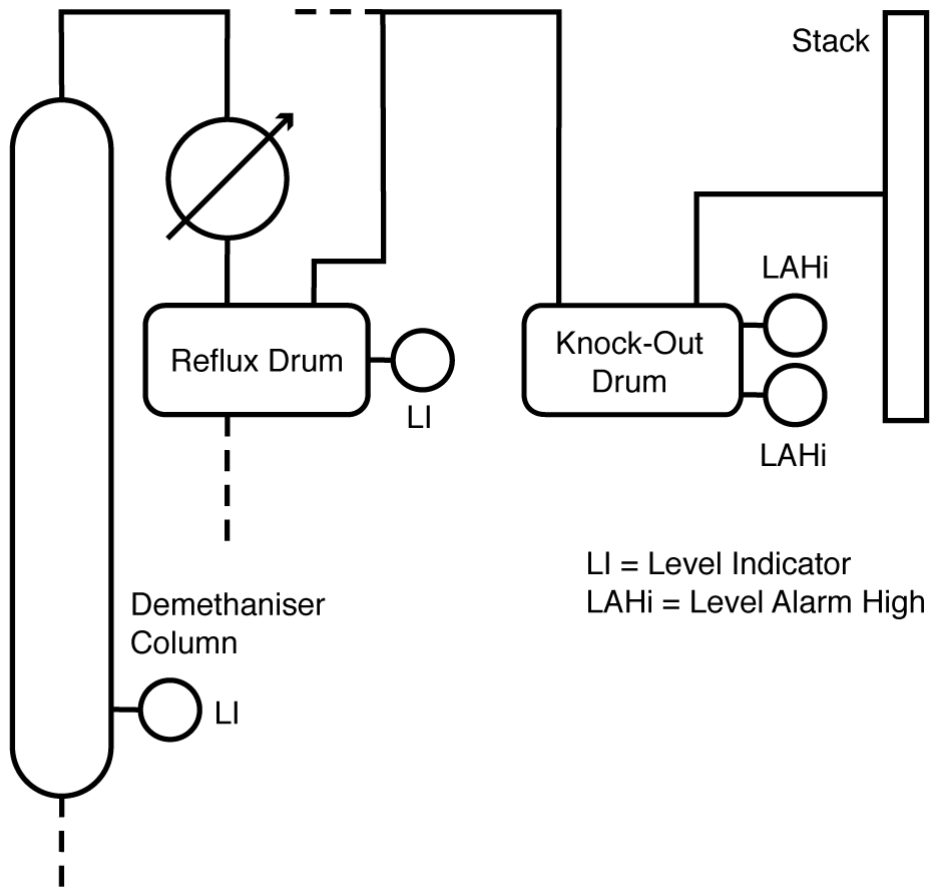 Stack
LAHi
Reflux Drum
Knock-Out
Drum
LI
LAHi
LI = Level Indicator
LAHi = Level Alarm High
Demethaniser
Column
LI